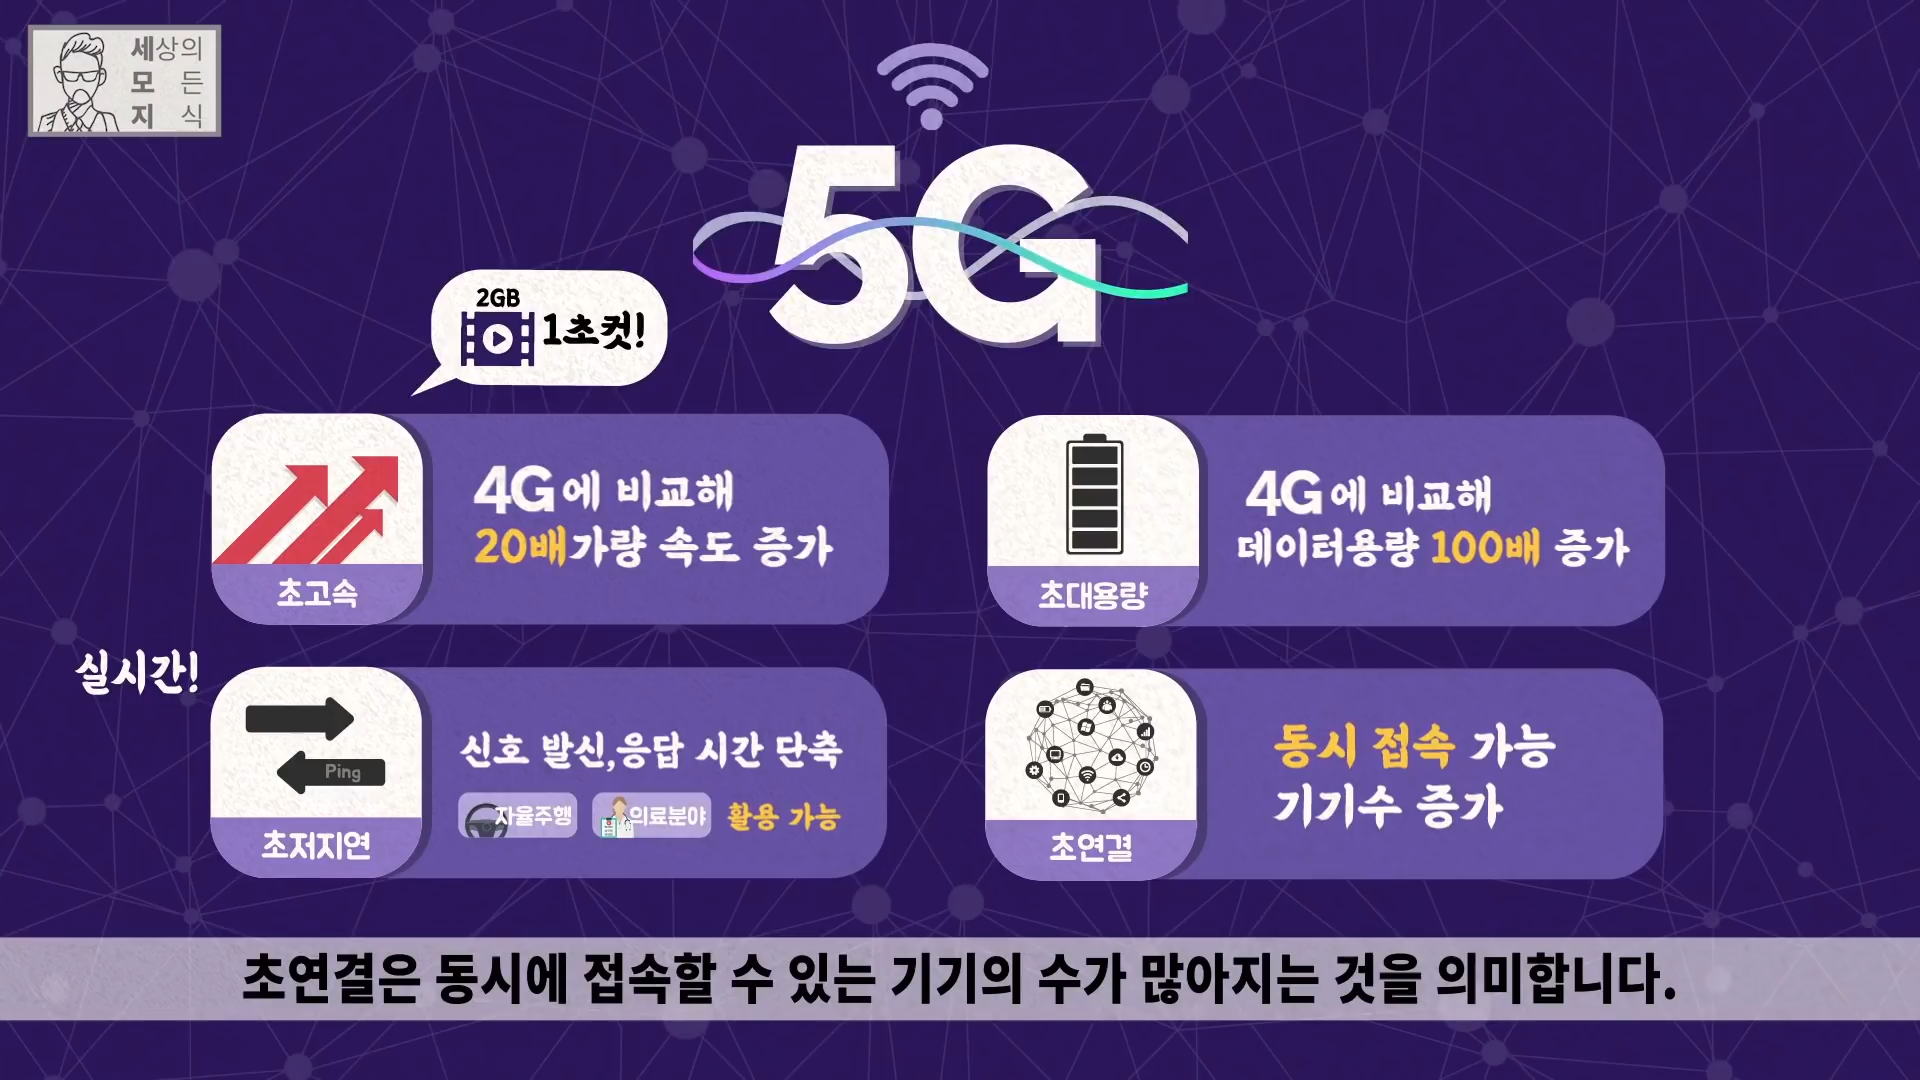 세상의
모든
지식
5G
2GB
1초컷!
4G에 비교해
20배가량 속도 증가
초고속
4G에 비교해
데이터용량 100배 증가
초대용량
실시간!
Ping
신호 발신,응답 시간 단축
자율주행 의료분야 활용 가능
초저지연
동시 접속 가능
기기수 증가
초연결
초연결은 동시에 접속할 수 있는 기기의 수가 많아지는 것을 의미합니다.